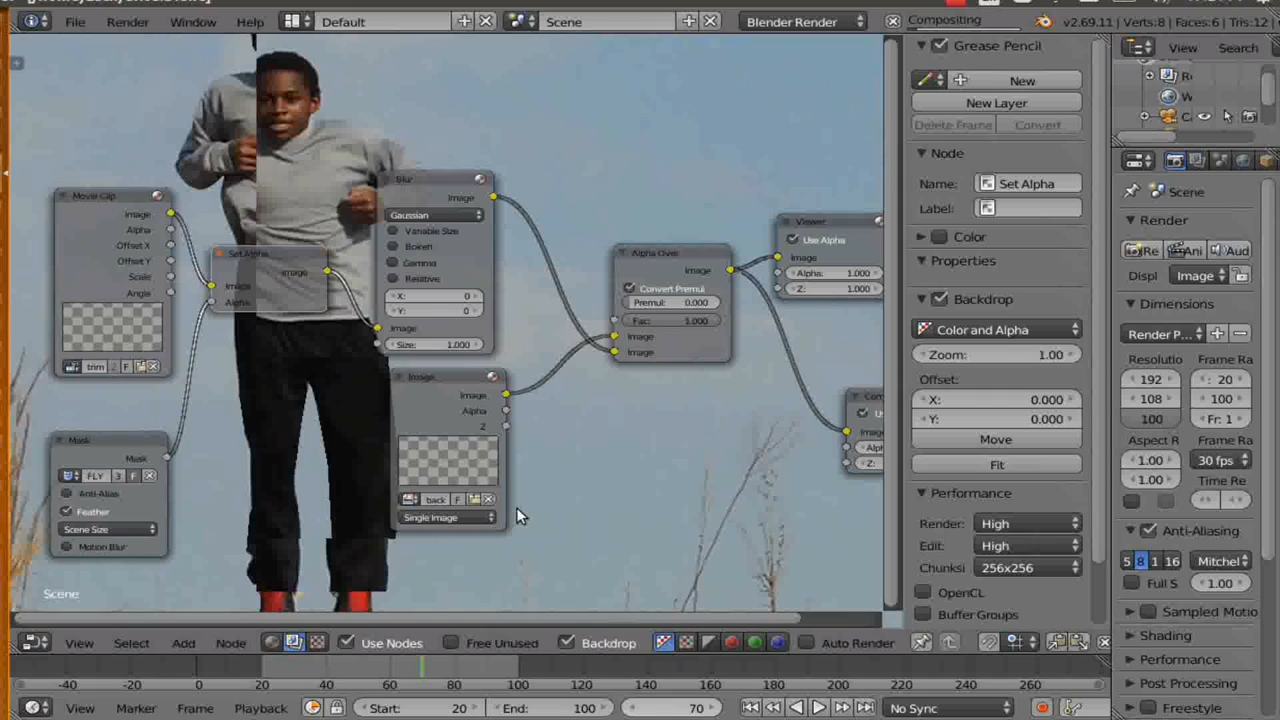 File Render Window Help Default Scene Blender Render Compositing v2.69.11 | Verts:8 | Faces:6 | Tris:12
Grease Pencil
New
New Layer
Delete Frame Convert
Node
Name: Set Alpha
Label:
Color
Properties
Backdrop
Color and Alpha
Zoom: 1.00
Offset:
X: 0.000
Y: 0.000
Move
Fit
Performance
Render: High
Edit: High
Chunksi 256x256
OpenCL
Buffer Groups
View Search
Scene
Render
Re Ani Aud
Displ Image
Dimensions
Render P...
Resolutio Frame Ra
192 : 20
108 : 100
100 Fr: 1
Aspect R Frame Ra
1.00 30 fps
1.00 Time Re
Anti-Aliasing
5 8 1 16 Mitchel
Full S 1.00
Sampled Motio
Shading
Performance
Post Processing
Freestyle
Movie Clip
Image
Alpha
Offset X
Offset Y
Scale
Angle
trim 2 F
Mask
Mask
FLY 3 F
Anti-Alias
Feather
Scene Size
Motion Blur
Set Alpha
Image
Image
Alpha
Blur
Image
Gaussian
Variable Size
Bokeh
Gamma
Relative
X: 0
Y: 0
Image
Size: 1.000
Image
Image
Alpha
Z
back F
Single Image
Alpha Over
Image
Convert Premul
Premul: 0.000
Fac: 1.000
Image
Image
Viewer
Use Alpha
Image
Alpha: 1.000
Z: 1.000
Image
Z:
Scene
View Select Add Node Use Nodes Free Unused Backdrop Auto Render
-40 -20 0 20 40 60 80 100 120 140 160 180 200 220 240 260
View Marker Frame Playback Start: 20 End: 100 70 No Sync